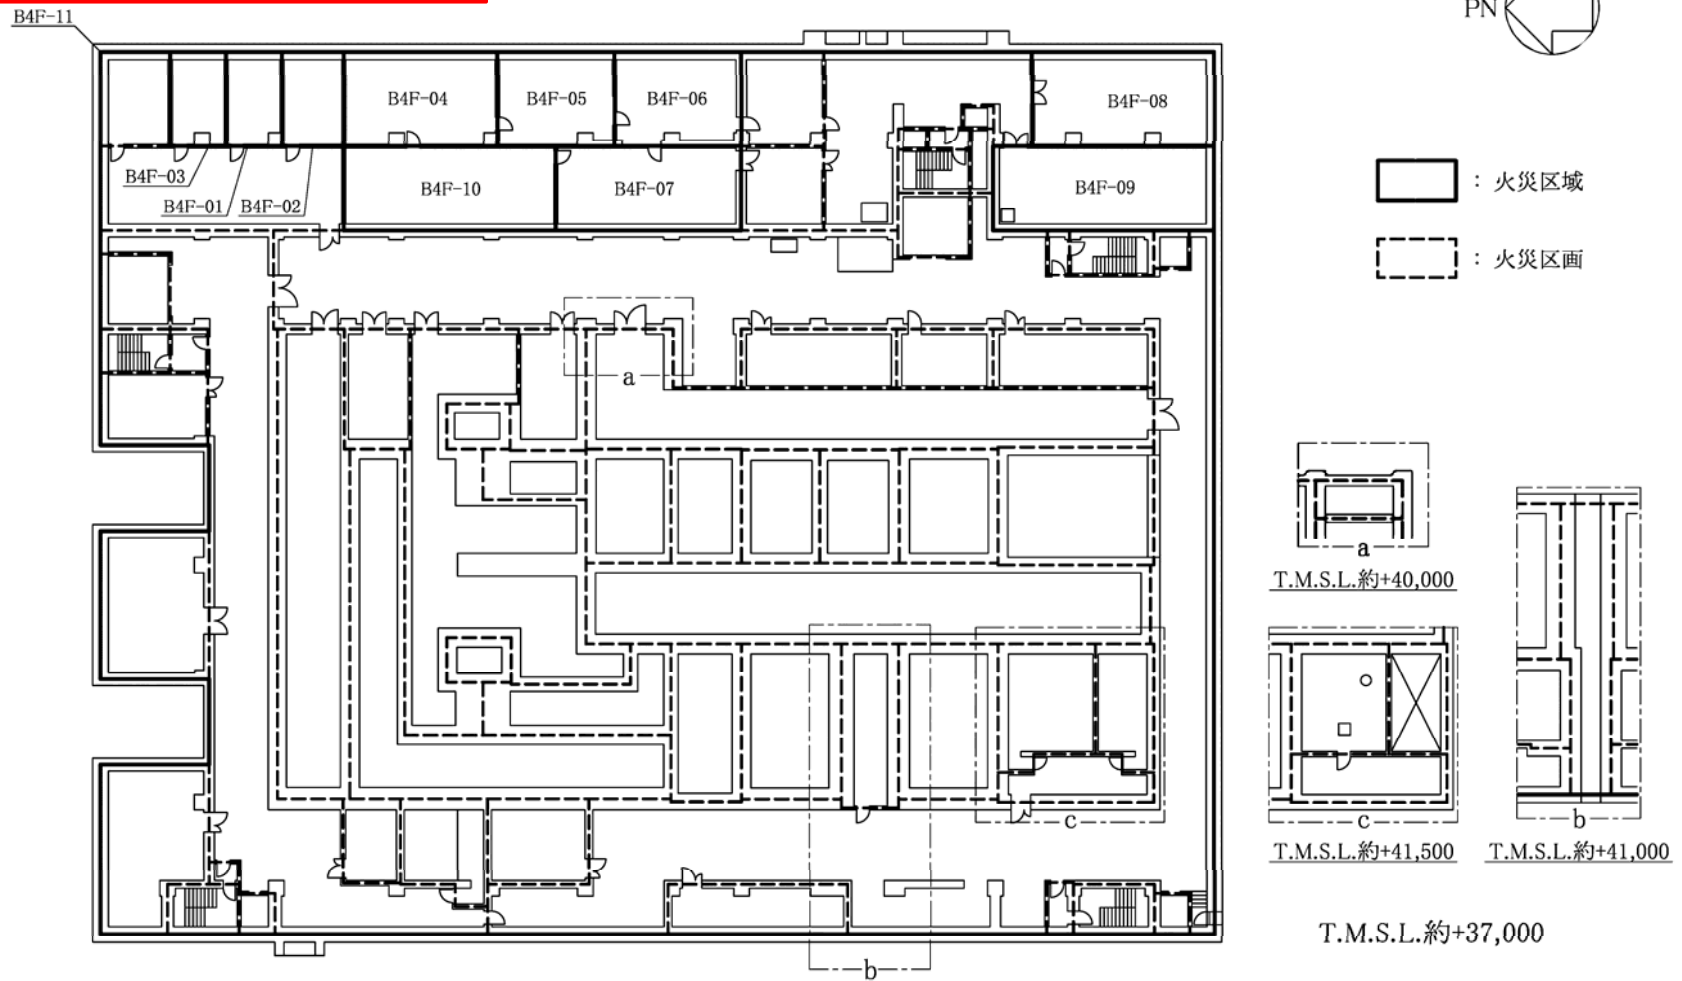 B4F-11
PN
B4F-04
B4F-05
B4F-06
B4F-08
B4F-03
B4F-01
B4F-02
B4F-10
B4F-07
B4F-09
: 火災区域
: 火災区画
a
a
T.M.S.L.約+40,000
c
c
T.M.S.L.約+41,500
b
T.M.S.L.約+41,000
T.M.S.L.約+37,000
b